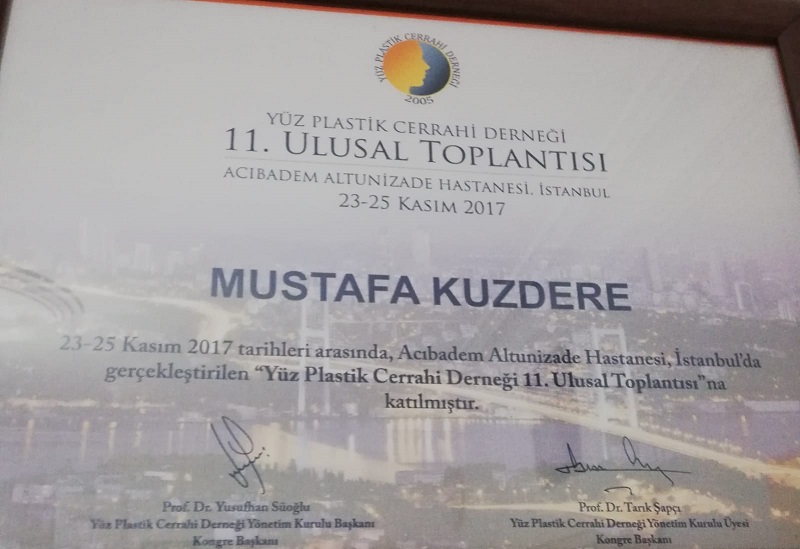 YÜZ PLASTİK CERRAHİ DERNEĞİ
2005
YÜZ PLASTİK CERRAHİ DERNEĞİ
11. ULUSAL TOPLANTISI
ACIBADEM ALTUNİZADE HASTANESİ, İSTANBUL
23-25 KASIM 2017
MUSTAFA KUZDERE
23-25 Kasım 2017 tarihleri arasında, Acıbadem Altunizade Hastanesi, İstanbul'da
gerçekleştirilen “Yüz Plastik Cerrahi Derneği 11. Ulusal Toplantısı”na
katılmıştır.
Prof. Dr. Yusufhan Süoğlu
Yüz Plastik Cerrahi Derneği Yönetim Kurulu Başkanı
Kongre Başkanı
Prof. Dr. Tarık Şapçı
Yüz Plastik Cerrahi Derneği Yönetim Kurulu Üyesi
Kongre Başkanı